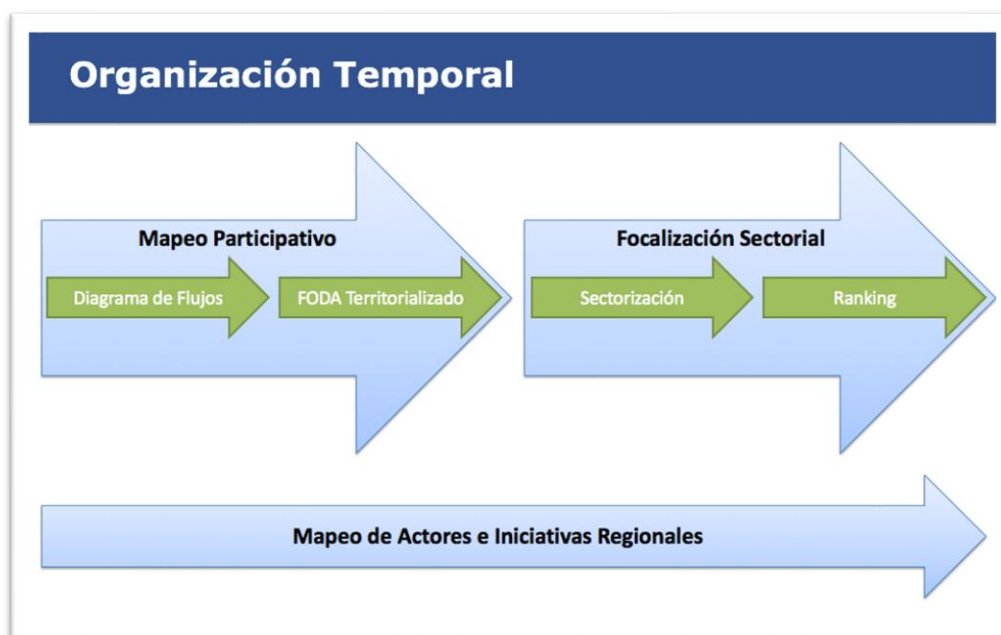 Organización Temporal
Mapeo Participativo
Diagrama de Flujos
FODA Territorializado
Focalización Sectorial
Sectorización
Ranking
Mapeo de Actores e Iniciativas Regionales